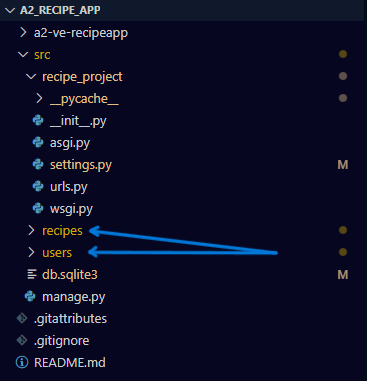 A2_RECIPE_APP
a2-ve-recipeapp
src
recipe_project
__pycache__
__init__.py
asgi.py
settings.py M
urls.py
wsgi.py
recipes
users
db.sqlite3 M
manage.py
.gitattributes
.gitignore
README.md